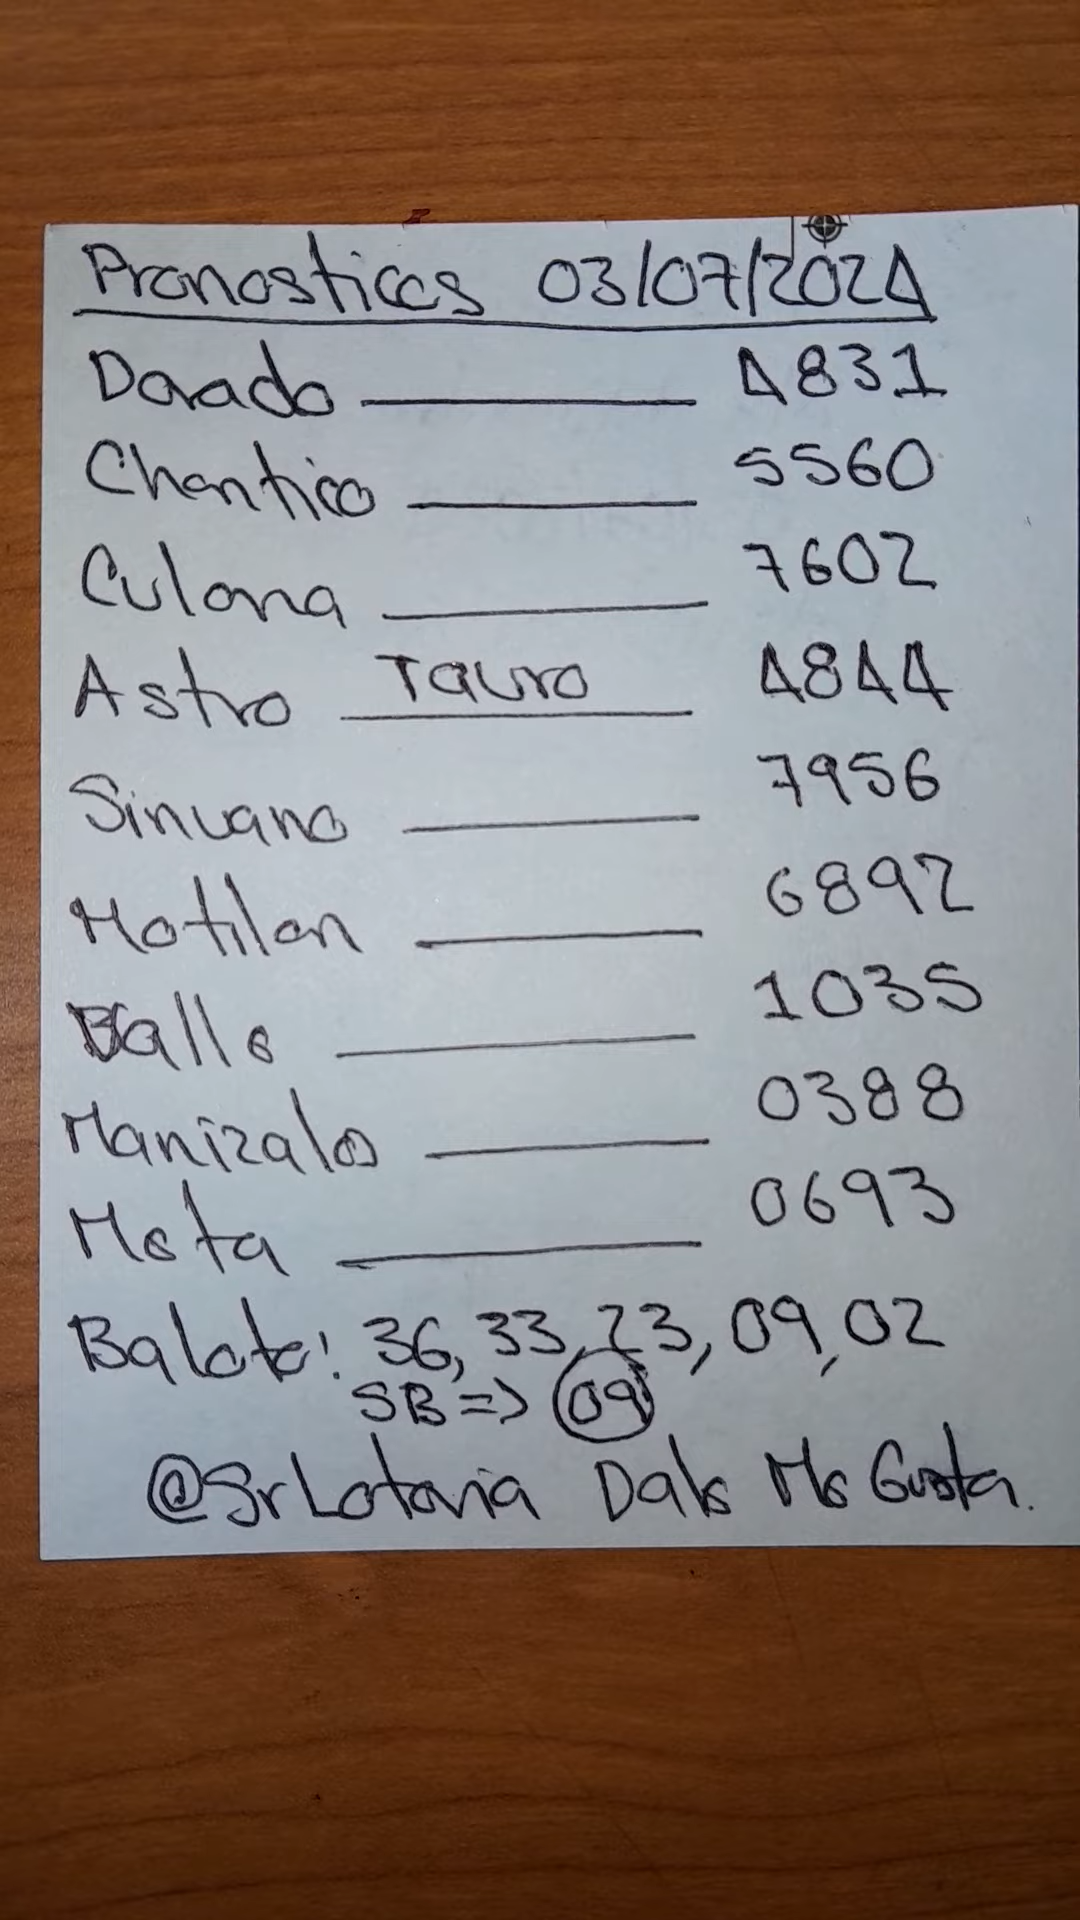 Pronosticos 03/07/2024
Dorado 4831
Chontico 5560
Culona 7602
Astro Tauro 4844
Sinuano 7956
Motilon 6892
Valle 1035
Manizales 0388
Meta 0693
Baloto: 36, 33, 23, 09, 02
SB => 09
@SrLoteria Dale Me Gusta.